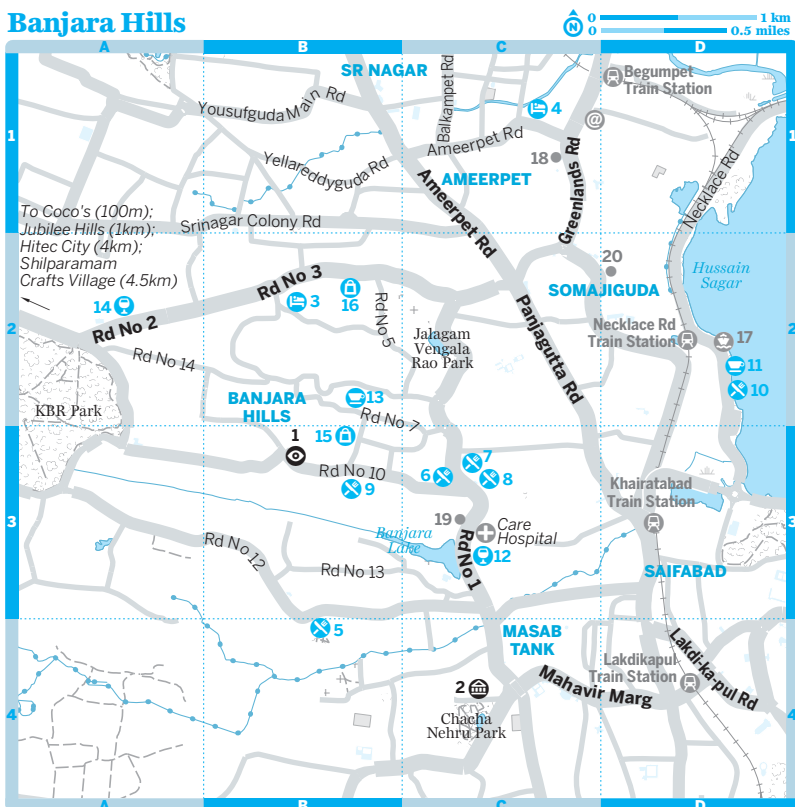 Banjara Hills
N
0 1 km
0 0.5 miles
A B C D
1 1
2 2
3 3
4 4
A B C D
SR NAGAR
Begumpet
Train Station
Yousufguda Main Rd
Balkampet Rd
4
@
Ameerpet Rd
18
Yellareddyguda Rd
AMEERPET
Greenlanps Rd
Necklace Rd
Ameerpet Rd
To Coco's (100m);
Jubilee Hills (1km);
Hitec City (4km);
Shilparamam
Crafts Village (4.5km)
Srinagar Colony Rd
20
Hussain
Sagar
Rd No 3
3
16
SOMAJIGUDA
14
Rd No 2
Rd No 5
Panjagutta Rd
Jalagam
Vengala
Rao Park
Necklace Rd
Train Station
17
11
10
Rd No 14
KBR Park
BANJARA
HILLS
13
Rd No 7
1
15
Rd No 10
9
6
7
8
Khairatabad
Train Station
19
Care
Hospital
Banjara
Lake
Rd No 1
12
Rd No 12
Rd No 13
SAIFABAD
5
MASAB
TANK
Lakdikapul
Train Station
Lakdi-ka-pul Rd
Mahavir Marg
2
Chacha
Nehru Park